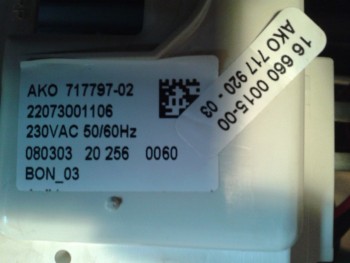 AKO 717797-02
22073001106
230VAC 50/60Hz
080303 20 256 0060
BON_03
16 660 0015-00
AKO 717 920 - 03